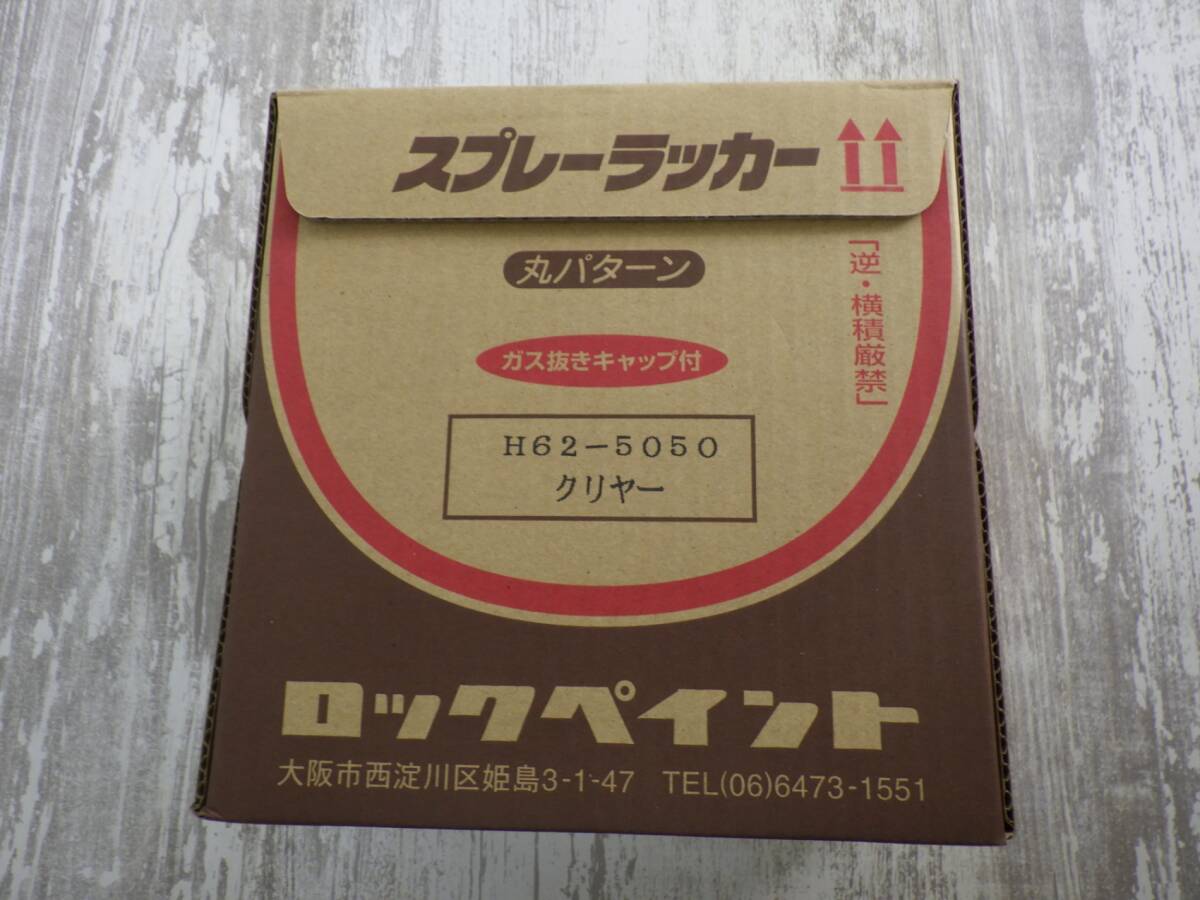 スプレーラッカー
丸パターン
「逆・横積厳禁」
ガス抜きキャップ付
H62-5050
クリヤー
ロックペイント
大阪市西淀川区姫島3-1-47 TEL(06)6473-1551